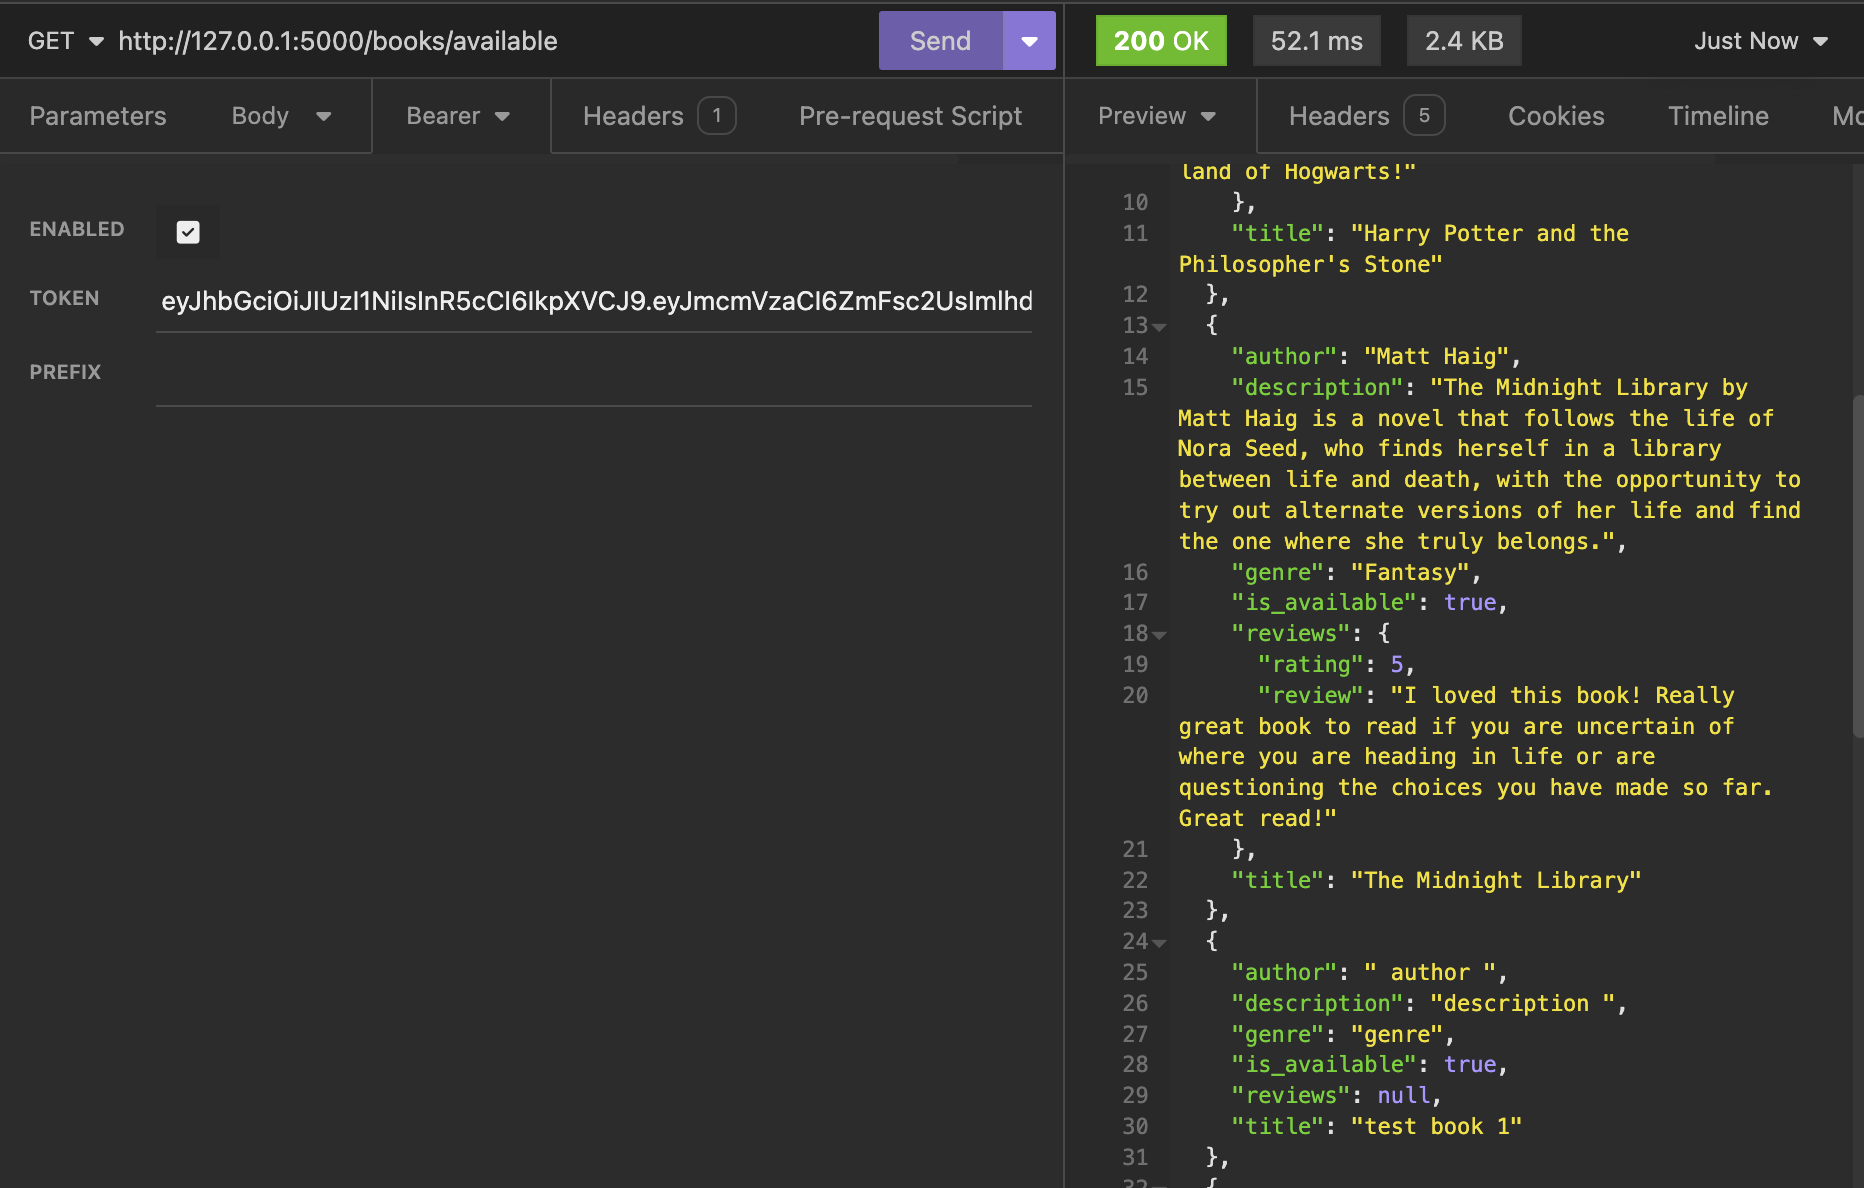 GET http://127.0.0.1:5000/books/available Send
200 OK 52.1 ms 2.4 KB Just Now
Parameters Body Bearer Headers 1 Pre-request Script
Preview Headers 5 Cookies Timeline Mo
ENABLED
TOKEN eyJhbGciOiJIUzI1NiIsInR5cCI6IkpXVCJ9.eyJmcmVzaCI6ZmFsc2UsImlhd
PREFIX
land of Hogwarts!"
10 },
11 "title": "Harry Potter and the
Philosopher's Stone"
12 },
13 {
14 "author": "Matt Haig",
15 "description": "The Midnight Library by
Matt Haig is a novel that follows the life of
Nora Seed, who finds herself in a library
between life and death, with the opportunity to
try out alternate versions of her life and find
the one where she truly belongs.",
16 "genre": "Fantasy",
17 "is_available": true,
18 "reviews": {
19 "rating": 5,
20 "review": "I loved this book! Really
great book to read if you are uncertain of
where you are heading in life or are
questioning the choices you have made so far.
Great read!"
21 },
22 "title": "The Midnight Library"
23 },
24 {
25 "author": " author ",
26 "description": "description ",
27 "genre": "genre",
28 "is_available": true,
29 "reviews": null,
30 "title": "test book 1"
31 },
32 {